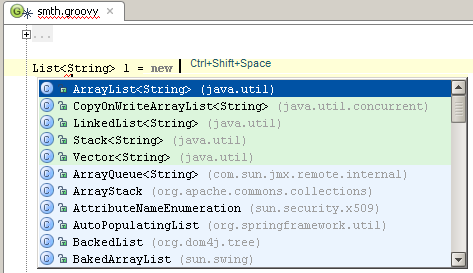 smth.groovy
...
List<String> l = new Ctrl+Shift+Space
ArrayList<String> (java.util)
CopyOnWriteArrayList<String> (java.util.concurrent)
LinkedList<String> (java.util)
Stack<String> (java.util)
Vector<String> (java.util)
ArrayQueue<String> (com.sun.jmx.remote.internal)
ArrayStack (org.apache.commons.collections)
AttributeNameEnumeration (sun.security.x509)
AutoPopulatingList (org.springframework.util)
BackedList (org.dom4j.tree)
BakedArrayList (sun.swing)